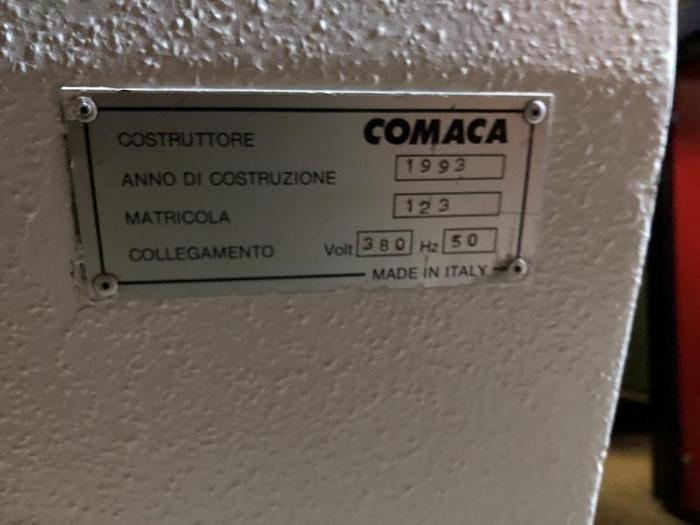 COSTRUTTORE COMACA
ANNO DI COSTRUZIONE 1993
MATRICOLA 123
COLLEGAMENTO Volt 380 Hz 50
MADE IN ITALY